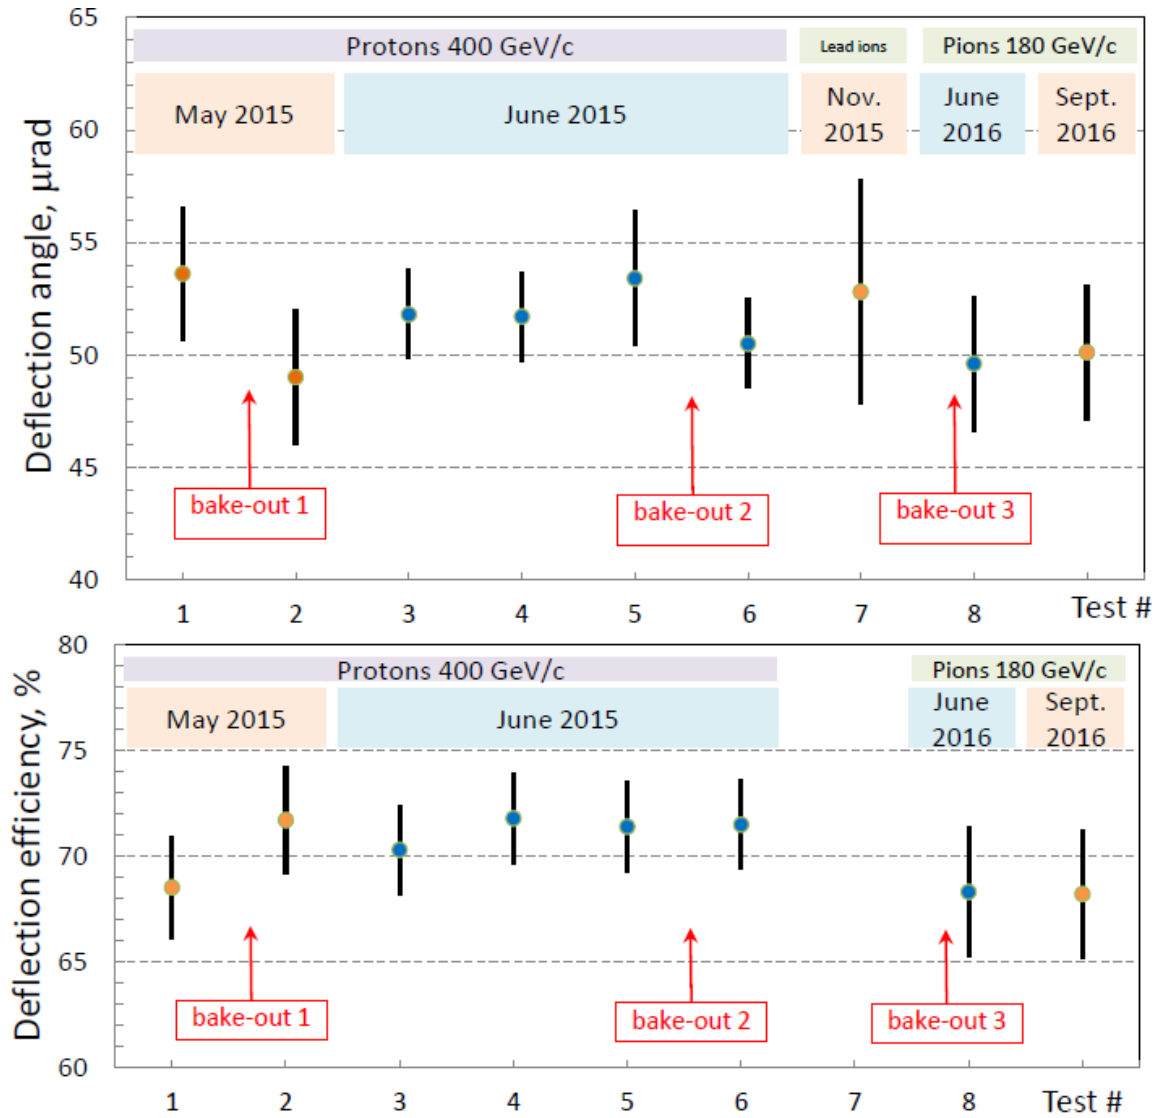 65
Protons 400 GeV/c
Lead ions
Pions 180 GeV/c
May 2015
June 2015
Nov.
2015
June
2016
Sept.
2016
60
55
50
45
40
Deflection angle, µrad
bake-out 1
bake-out 2
bake-out 3
1 2 3 4 5 6 7 8 Test #
80
Protons 400 GeV/c
Pions 180 GeV/c
May 2015
June 2015
June
2016
Sept.
2016
75
70
65
60
Deflection efficiency, %
bake-out 1
bake-out 2
bake-out 3
1 2 3 4 5 6 7 8 Test #